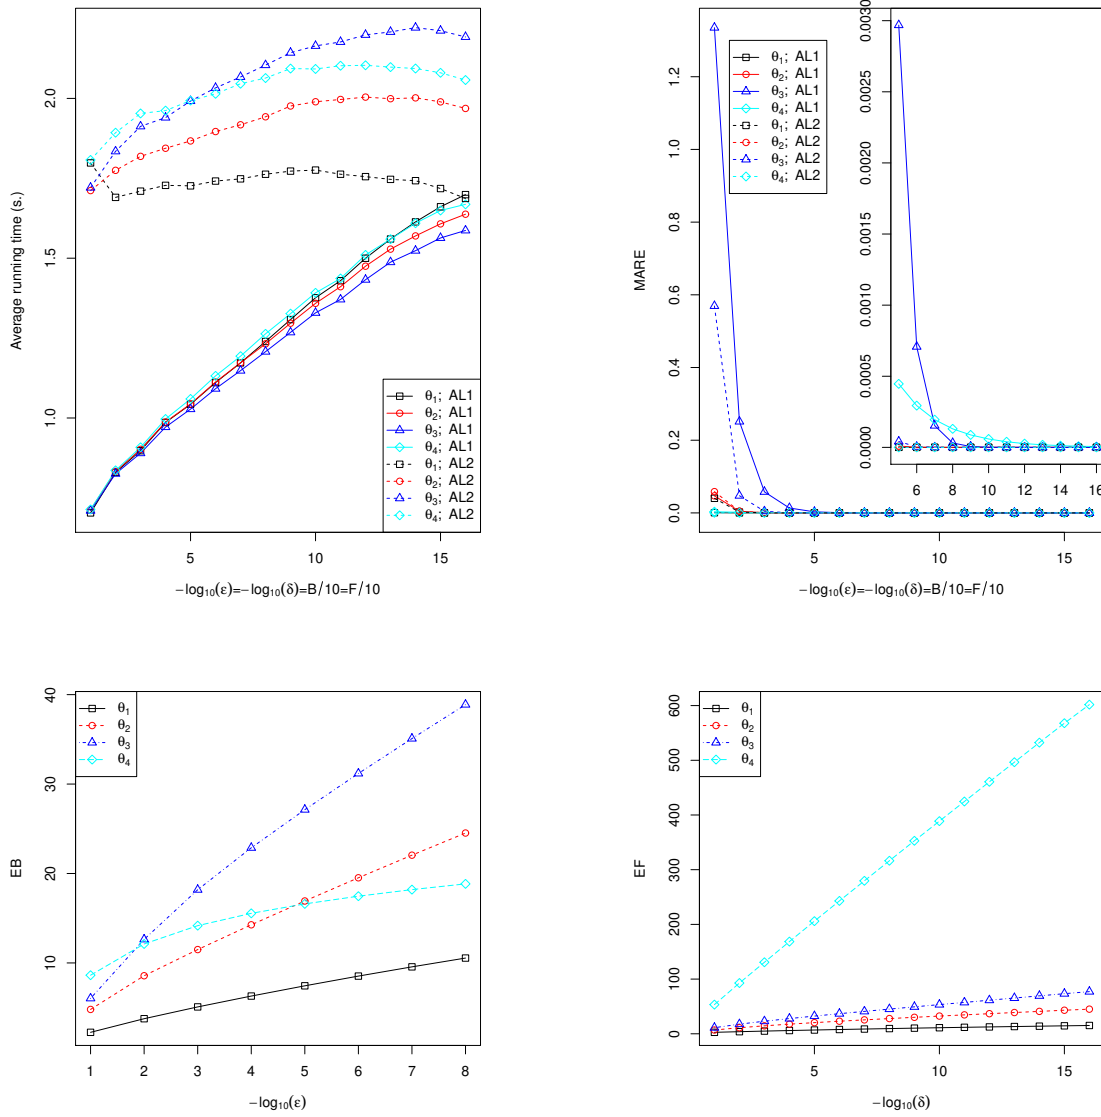 Average running time (s.)
2.0
1.5
1.0
θ1; AL1
θ2; AL1
θ3; AL1
θ4; AL1
θ1; AL2
θ2; AL2
θ3; AL2
θ4; AL2
5 10 15
−log10(ε)=−log10(δ)=B/10=F/10
MARE
1.2
1.0
0.8
0.6
0.4
0.2
0.0
θ1; AL1
θ2; AL1
θ3; AL1
θ4; AL1
θ1; AL2
θ2; AL2
θ3; AL2
θ4; AL2
0.0030
0.0020
0.0015
0.0010
0.0005
0.0000
6 8 10 12 14 16
5 10 15
−log10(ε)=−log10(δ)=B/10=F/10
EB
40
30
20
10
θ1
θ2
θ3
θ4
1 2 3 4 5 6 7 8
−log10(ε)
EF
600
500
400
300
200
100
0
θ1
θ2
θ3
θ4
5 10 15
−log10(δ)